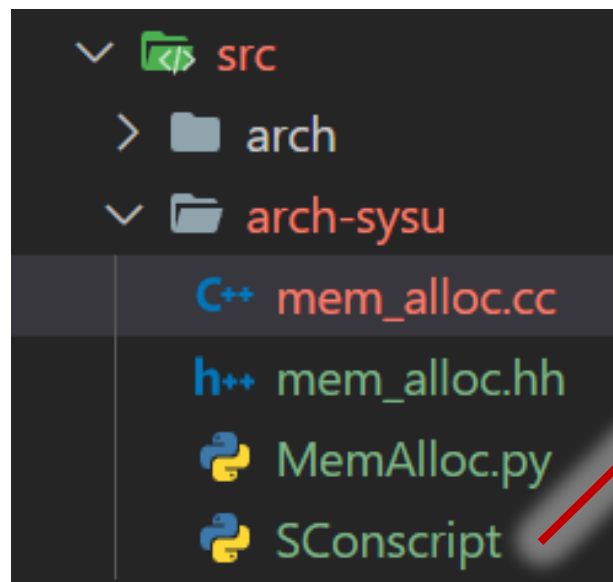 src
arch
arch-sysu
C++ mem_alloc.cc
h++ mem_alloc.hh
MemAlloc.py
SConscript